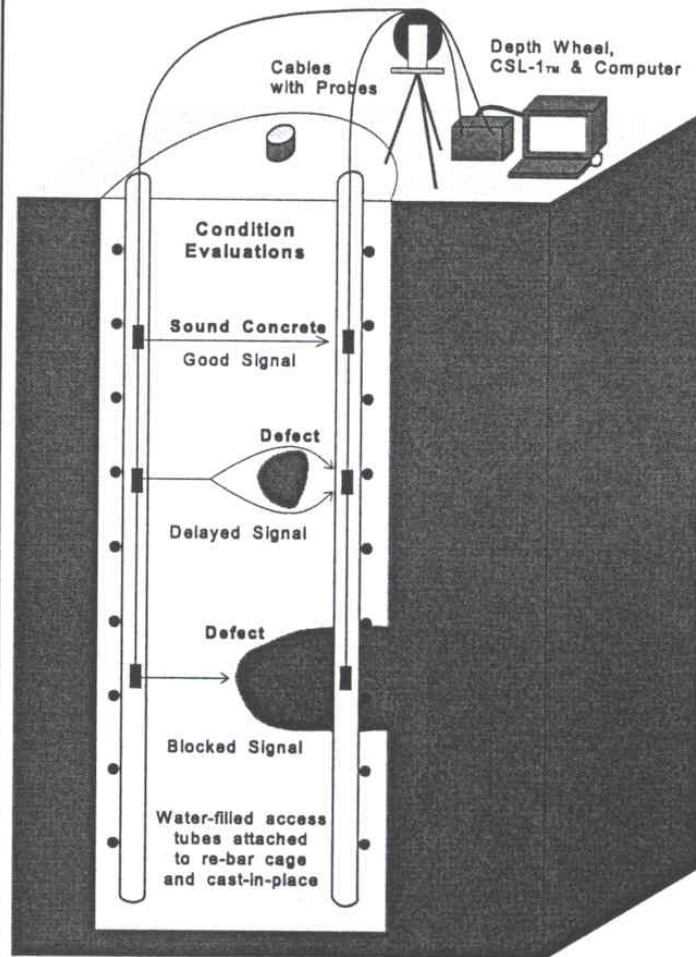 Depth Wheel,
CSL-1TM & Computer
Cables
with Probes
Condition
Evaluations
Sound Concrete
Good Signal
Defect
Delayed Signal
Defect
Blocked Signal
Water-filled access
tubes attached
to re-bar cage
and cast-in-place